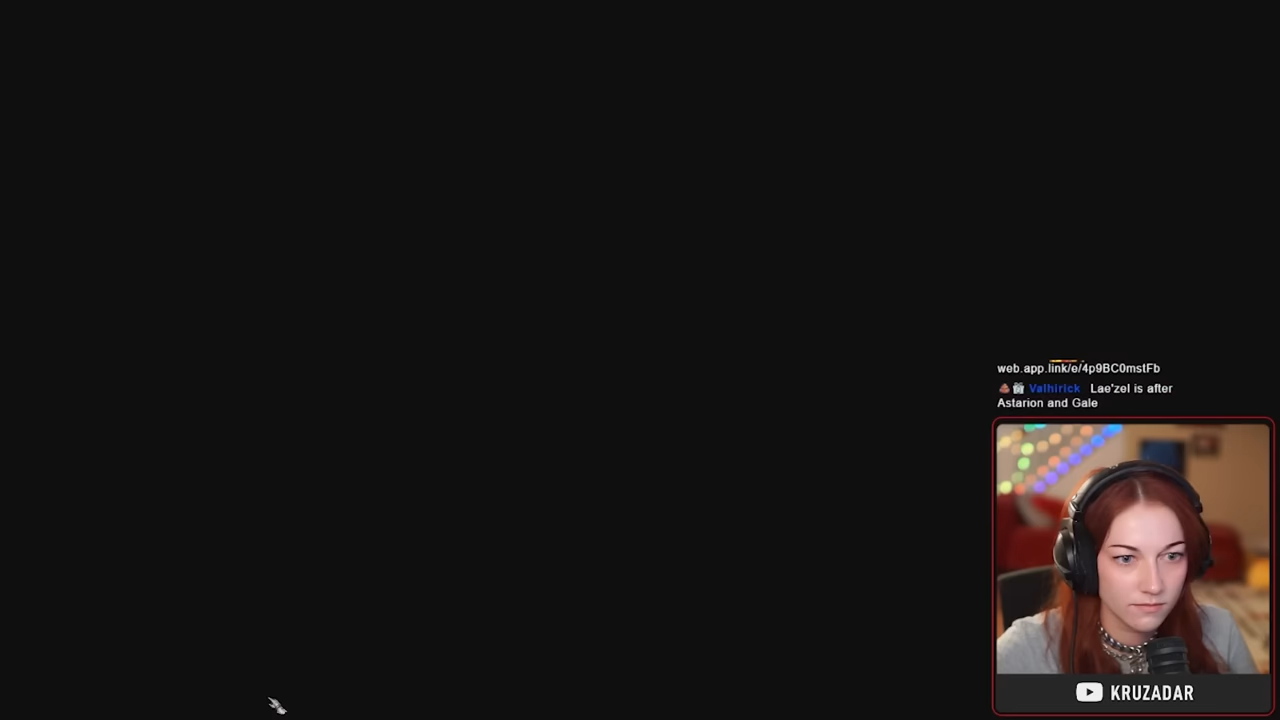 web.app.link/e/4p9BC0mstFb
Valhirick Lae'zel is after
Astarion and Gale
KRUZADAR